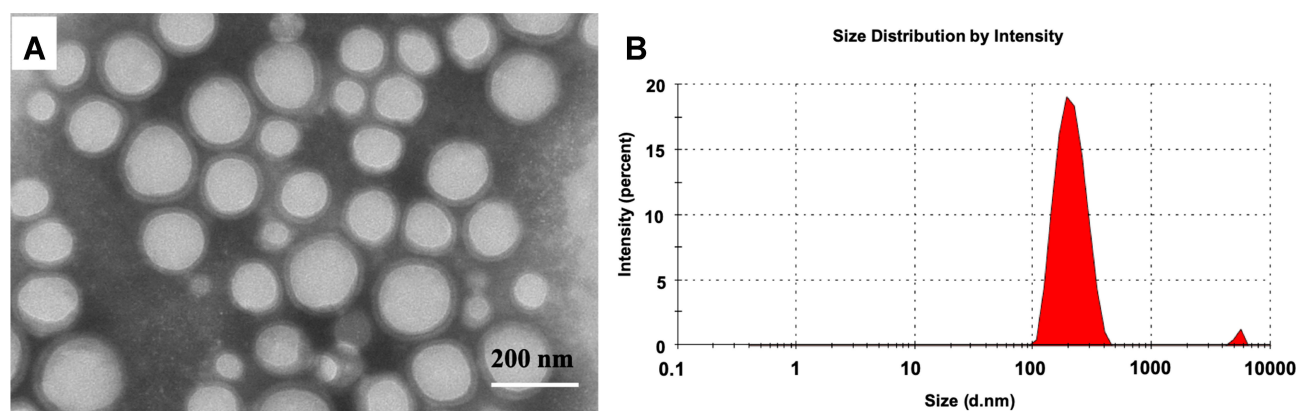 A
200 nm
B
Size Distribution by Intensity
Intensity (percent)
20
15
10
5
0
0.1 1 10 100 1000 10000
Size (d.nm)